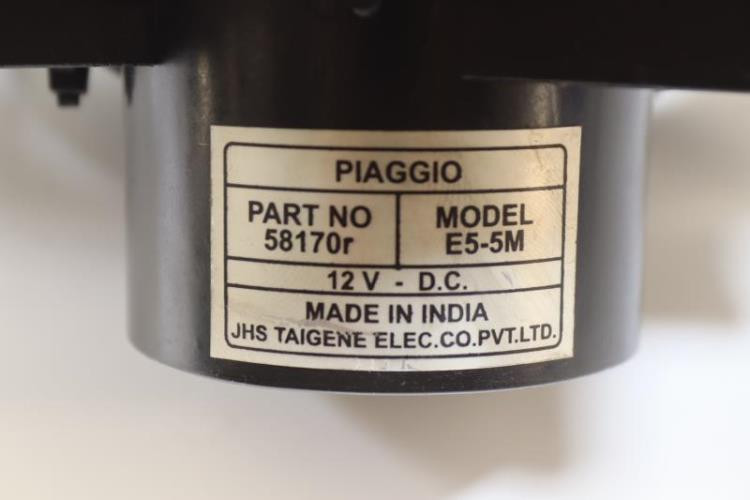 PIAGGIO
PART NO MODEL
58170r E5-5M
12 V - D.C.
MADE IN INDIA
JHS TAIGENE ELEC.CO.PVT.LTD.